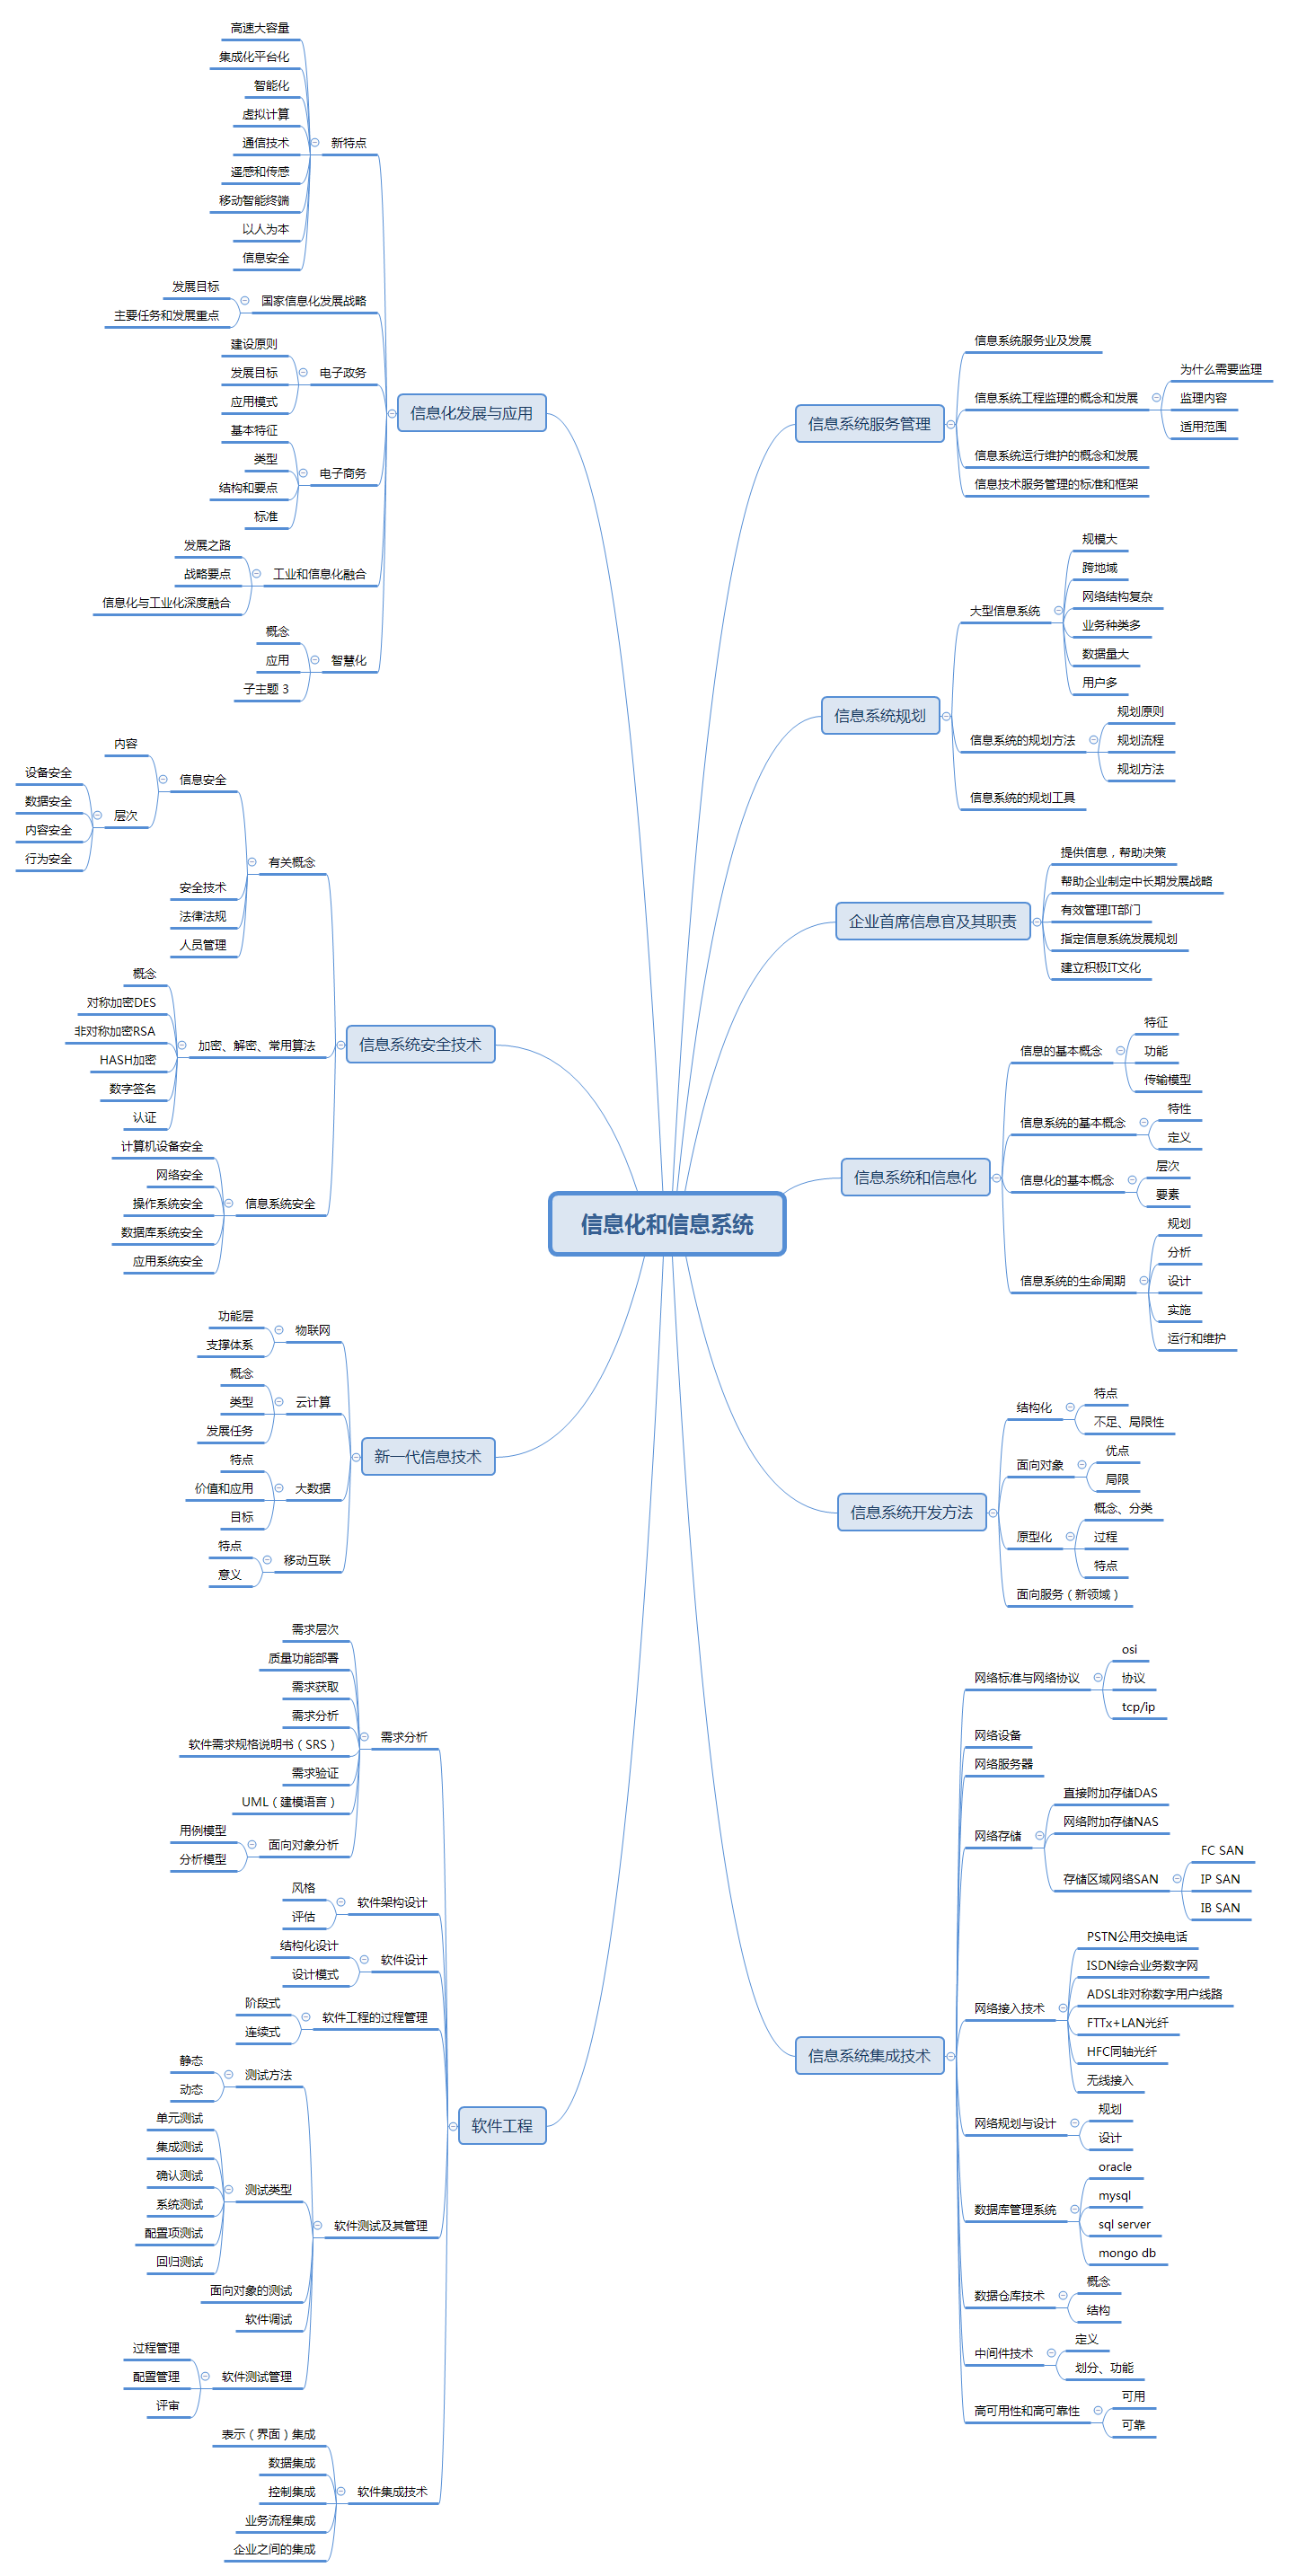 信息化和信息系统
信息化发展与应用
新特点
高速大容量
集成化平台化
智能化
虚拟计算
通信技术
遥感和传感
移动智能终端
以人为本
信息安全
国家信息化发展战略
发展目标
主要任务和发展重点
电子政务
建设原则
发展目标
应用模式
电子商务
基本特征
类型
结构和要点
标准
工业和信息化融合
发展之路
战略要点
信息化与工业化深度融合
智慧化
概念
应用
子主题 3
信息系统安全技术
有关概念
信息安全
内容
层次
设备安全
数据安全
内容安全
行为安全
安全技术
法律法规
人员管理
加密、解密、常用算法
概念
对称加密DES
非对称加密RSA
HASH加密
数字签名
认证
信息系统安全
计算机设备安全
网络安全
操作系统安全
数据库系统安全
应用系统安全
新一代信息技术
物联网
功能层
支撑体系
云计算
概念
类型
发展任务
大数据
特点
价值和应用
目标
移动互联
特点
意义
软件工程
需求分析
需求层次
质量功能部署
需求获取
需求分析
软件需求规格说明书（SRS）
需求验证
UML（建模语言）
面向对象分析
用例模型
分析模型
软件架构设计
风格
评估
软件设计
结构化设计
设计模式
软件工程的过程管理
阶段式
连续式
软件测试及其管理
测试方法
静态
动态
测试类型
单元测试
集成测试
确认测试
系统测试
配置项测试
回归测试
面向对象的测试
软件调试
软件测试管理
过程管理
配置管理
评审
软件集成技术
表示（界面）集成
数据集成
控制集成
业务流程集成
企业之间的集成
信息系统服务管理
信息系统服务业及发展
信息系统工程监理的概念和发展
为什么需要监理
监理内容
适用范围
信息系统运行维护的概念和发展
信息技术服务管理的标准和框架
信息系统规划
大型信息系统
规模大
跨地域
网络结构复杂
业务种类多
数据量大
用户多
信息系统的规划方法
规划原则
规划流程
规划方法
信息系统的规划工具
企业首席信息官及其职责
提供信息，帮助决策
帮助企业制定中长期发展战略
有效管理IT部门
指定信息系统发展规划
建立积极IT文化
信息系统和信息化
信息的基本概念
特征
功能
传输模型
信息系统的基本概念
特性
定义
信息化的基本概念
层次
要素
信息系统的生命周期
规划
分析
设计
实施
运行和维护
信息系统开发方法
结构化
特点
不足、局限性
面向对象
优点
局限
原型化
概念、分类
过程
特点
面向服务（新领域）
信息系统集成技术
网络标准与网络协议
osi
协议
tcp/ip
网络设备
网络服务器
网络存储
直接附加存储DAS
网络附加存储NAS
存储区域网络SAN
FC SAN
IP SAN
IB SAN
网络接入技术
PSTN公用交换电话
ISDN综合业务数字网
ADSL非对称数字用户线路
FTTx+LAN光纤
HFC同轴光纤
无线接入
网络规划与设计
规划
设计
数据库管理系统
oracle
mysql
sql server
mongo db
数据仓库技术
概念
结构
中间件技术
定义
划分、功能
高可用性和高可靠性
可用
可靠